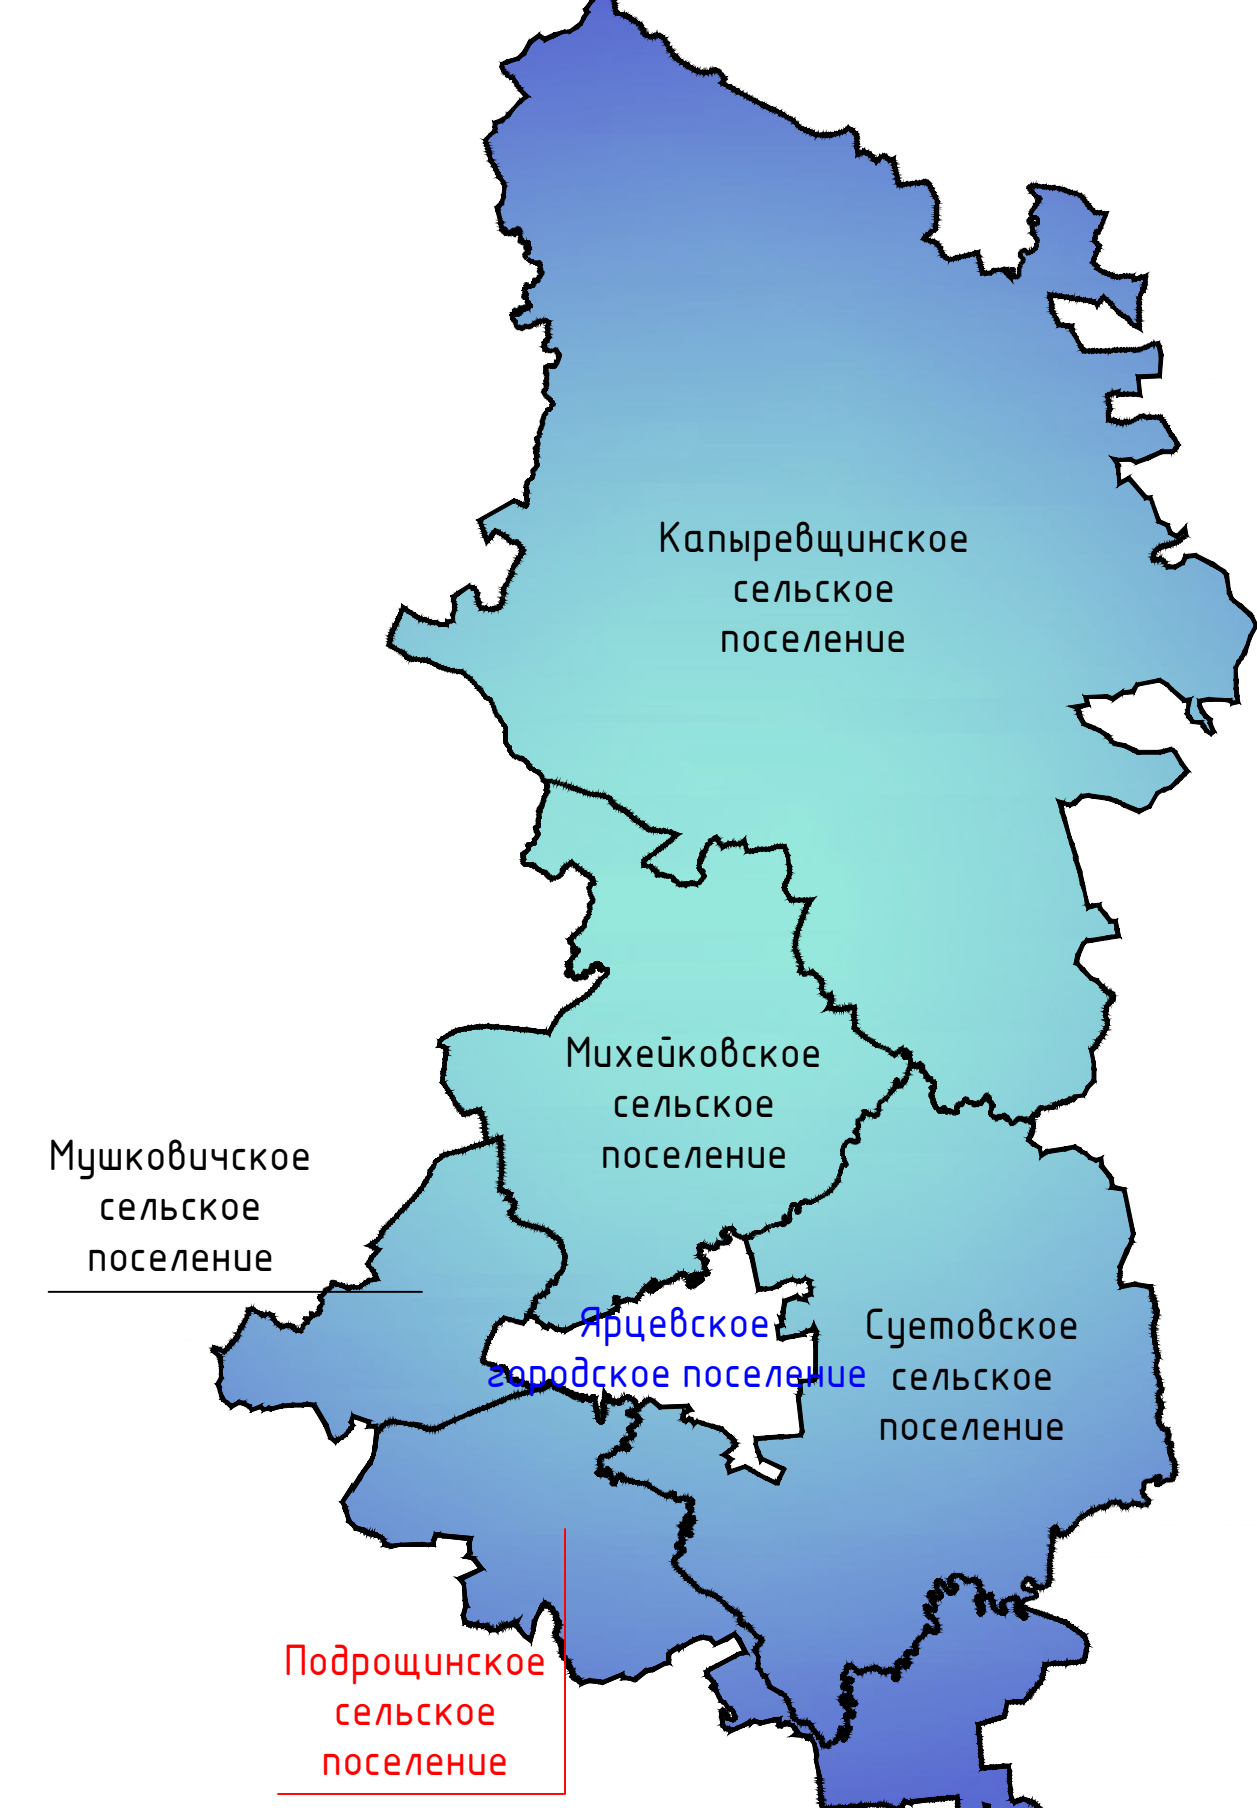 Капыревщинское
сельское
поселение
Михейковское
сельское
поселение
Мушковичское
сельское
поселение
Ярцевское
городское поселение
Суетовское
сельское
поселение
Подрощинское
сельское
поселение